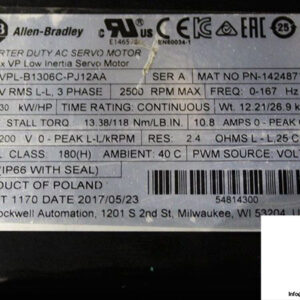 Allen-Bradley
E1465
EN60034-1
25
RTER DUTY AC SERVO MOTOR
x VP Low Inertia Servo Motor
VPL-B1306C-PJ12AA SER A MAT NO PN-142487
V RMS L-L, 3 PHASE 2500 RPM MAX FREQ: 0-167 HZ
30 kW/HP TIME RATING: CONTINUOUS Wt. 12.21/26.9 K
STALL TORQ 13.38/118 Nm/LB.IN 10.8 AMPS 0 - PEAK
200 V 0 - PEAK L-L/kRPM RES: 2.4 OHMS L-L, 25 C
CLASS 180(H) AMBIENT 40 C PWM SOURCE: VOL
(IP66 WITH SEAL)
DUCT OF POLAND
T 1170 DATE 2017/05/23
54814300
ockwell Automation, 1201 S 2nd St, Milwaukee, WI 53204 U
Info